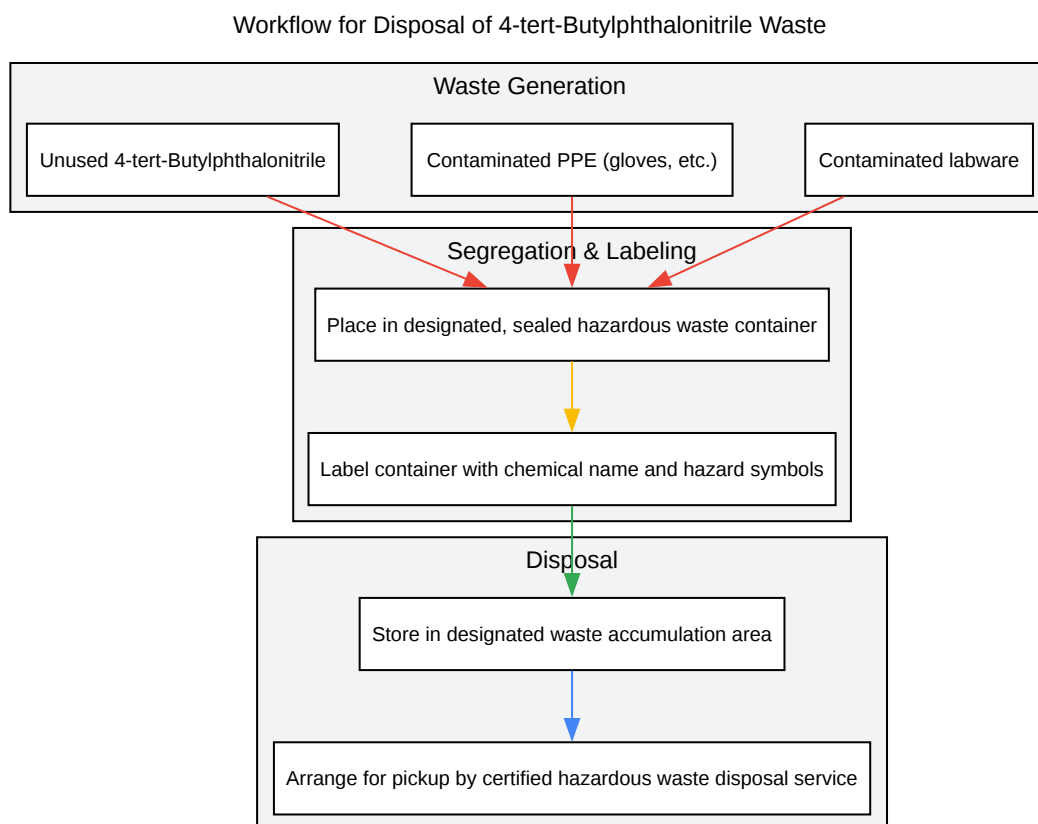 Workflow for Disposal of 4-tert-Butylphthalonitrile Waste
Waste Generation
Unused 4-tert-Butylphthalonitrile
Contaminated PPE (gloves, etc.)
Contaminated labware
Segregation & Labeling
Place in designated, sealed hazardous waste container
Label container with chemical name and hazard symbols
Disposal
Store in designated waste accumulation area
Arrange for pickup by certified hazardous waste disposal service